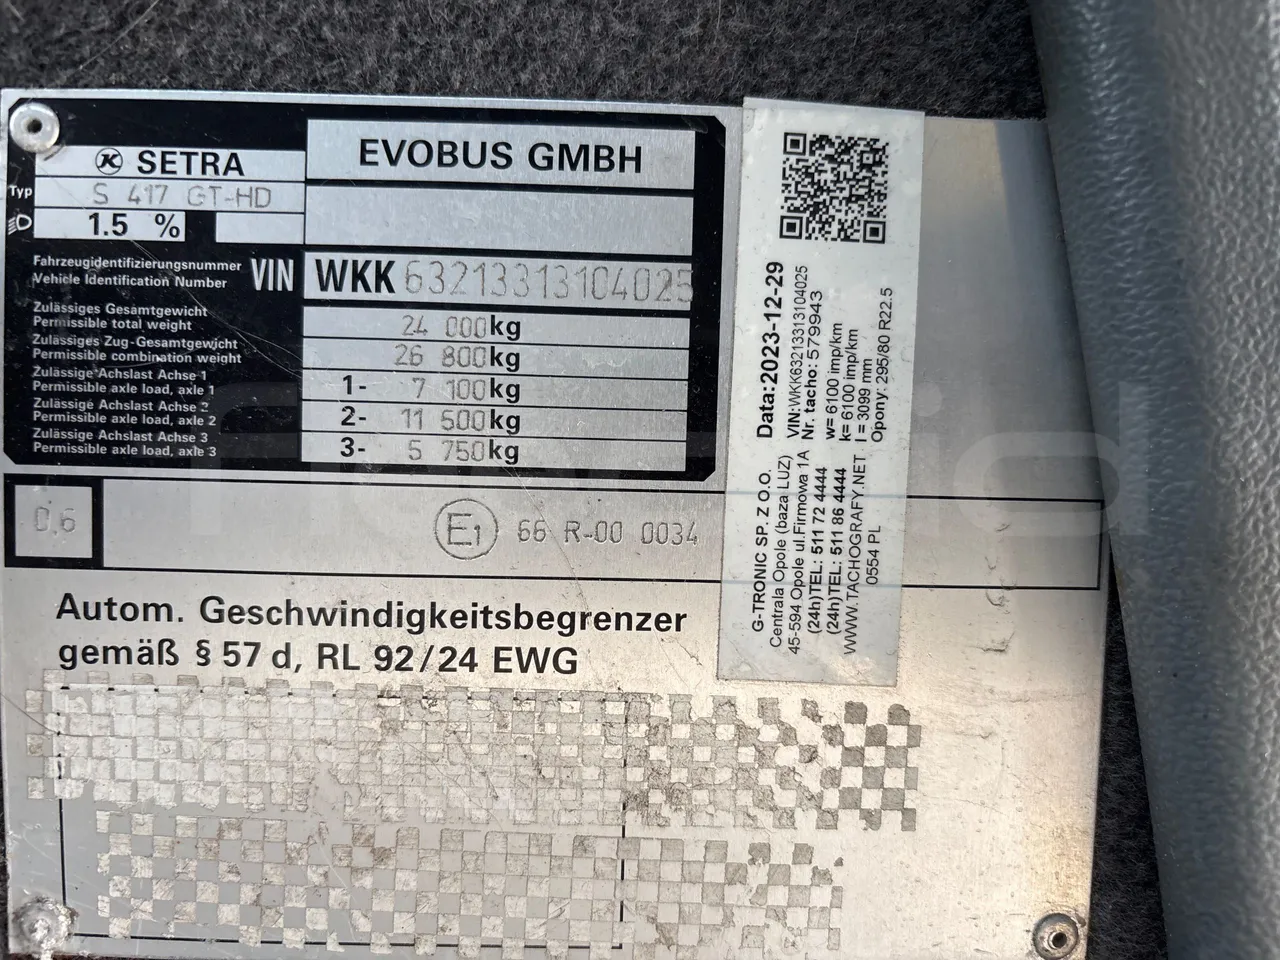 SETRA
EVOBUS GMBH
Typ S 417 GT-HD
1.5 %
Fahrzeugidentifizierungsnummer
Vehicle Identification Number
VIN WKK63213313104025
Zulässiges Gesamtgewicht
Permissible total weight
24 000kg
Zulässiges Zug-Gesamtgewicht
Permissible combination weight
26 800kg
Zulässige Achslast Achse 1
Permissible axle load, axle 1
1- 7 100kg
Zulässige Achslast Achse 2
Permissible axle load, axle 2
2- 11 500kg
Zulässige Achslast Achse 3
Permissible axle load, axle 3
3- 5 750kg
0,6
E1 66 R-00 0034
Autom. Geschwindigkeitsbegrenzer
gemäß § 57 d, RL 92/24 EWG
Data:2023-12-29
VIN:WKK63213313104025
Nr. tacho: 579943
w= 6100 imp/km
k= 6100 imp/km
l = 3099 mm
Opony: 295/80 R22.5
G-TRONIC SP. Z O.O.
Centrala Opole (baza LUZ)
45-594 Opole ul.Firmowa 1A
(24h)TEL: 511 72 4444
(24h)TEL: 511 86 4444
WWW.TACHOGRAFY.NET
0554 PL